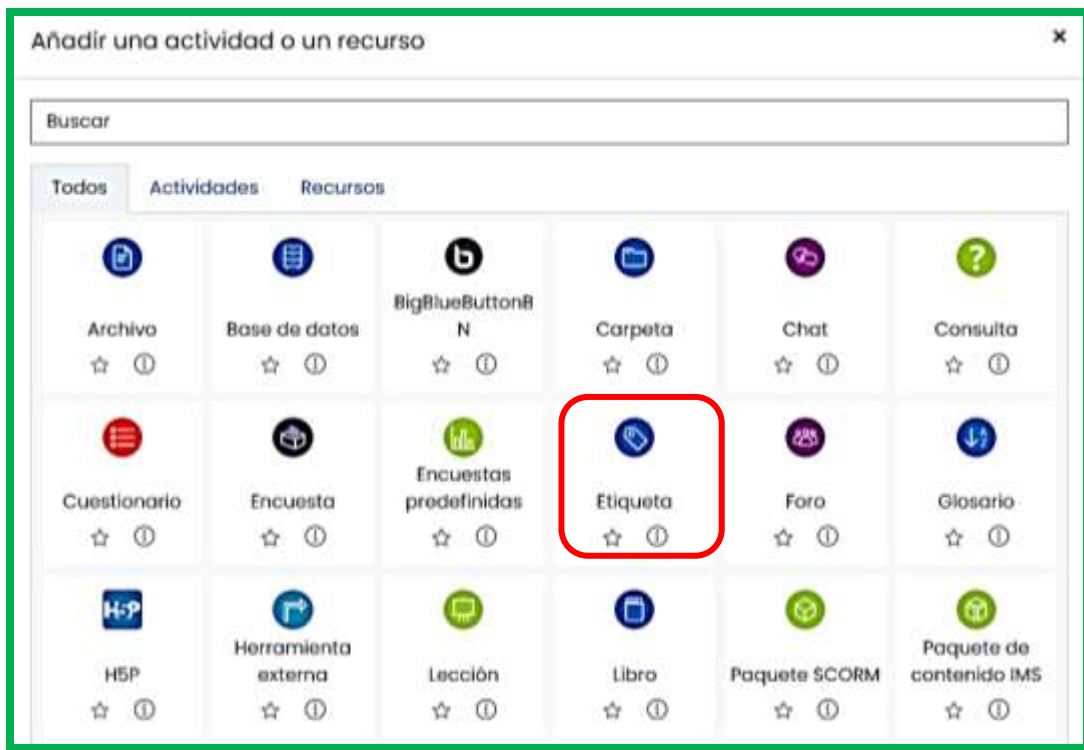 Añadir una actividad o un recurso
Buscar
Todos Actividades Recursos
Archivo Base de datos BigBlueButtonB
N Carpeta Chat Consulta
Cuestionario Encuesta Encuestas
predefinidas Etiqueta Foro Glosario
H5P
H5P Herramienta
externa Lección Libro Paquete SCORM Paquete de
contenido IMS